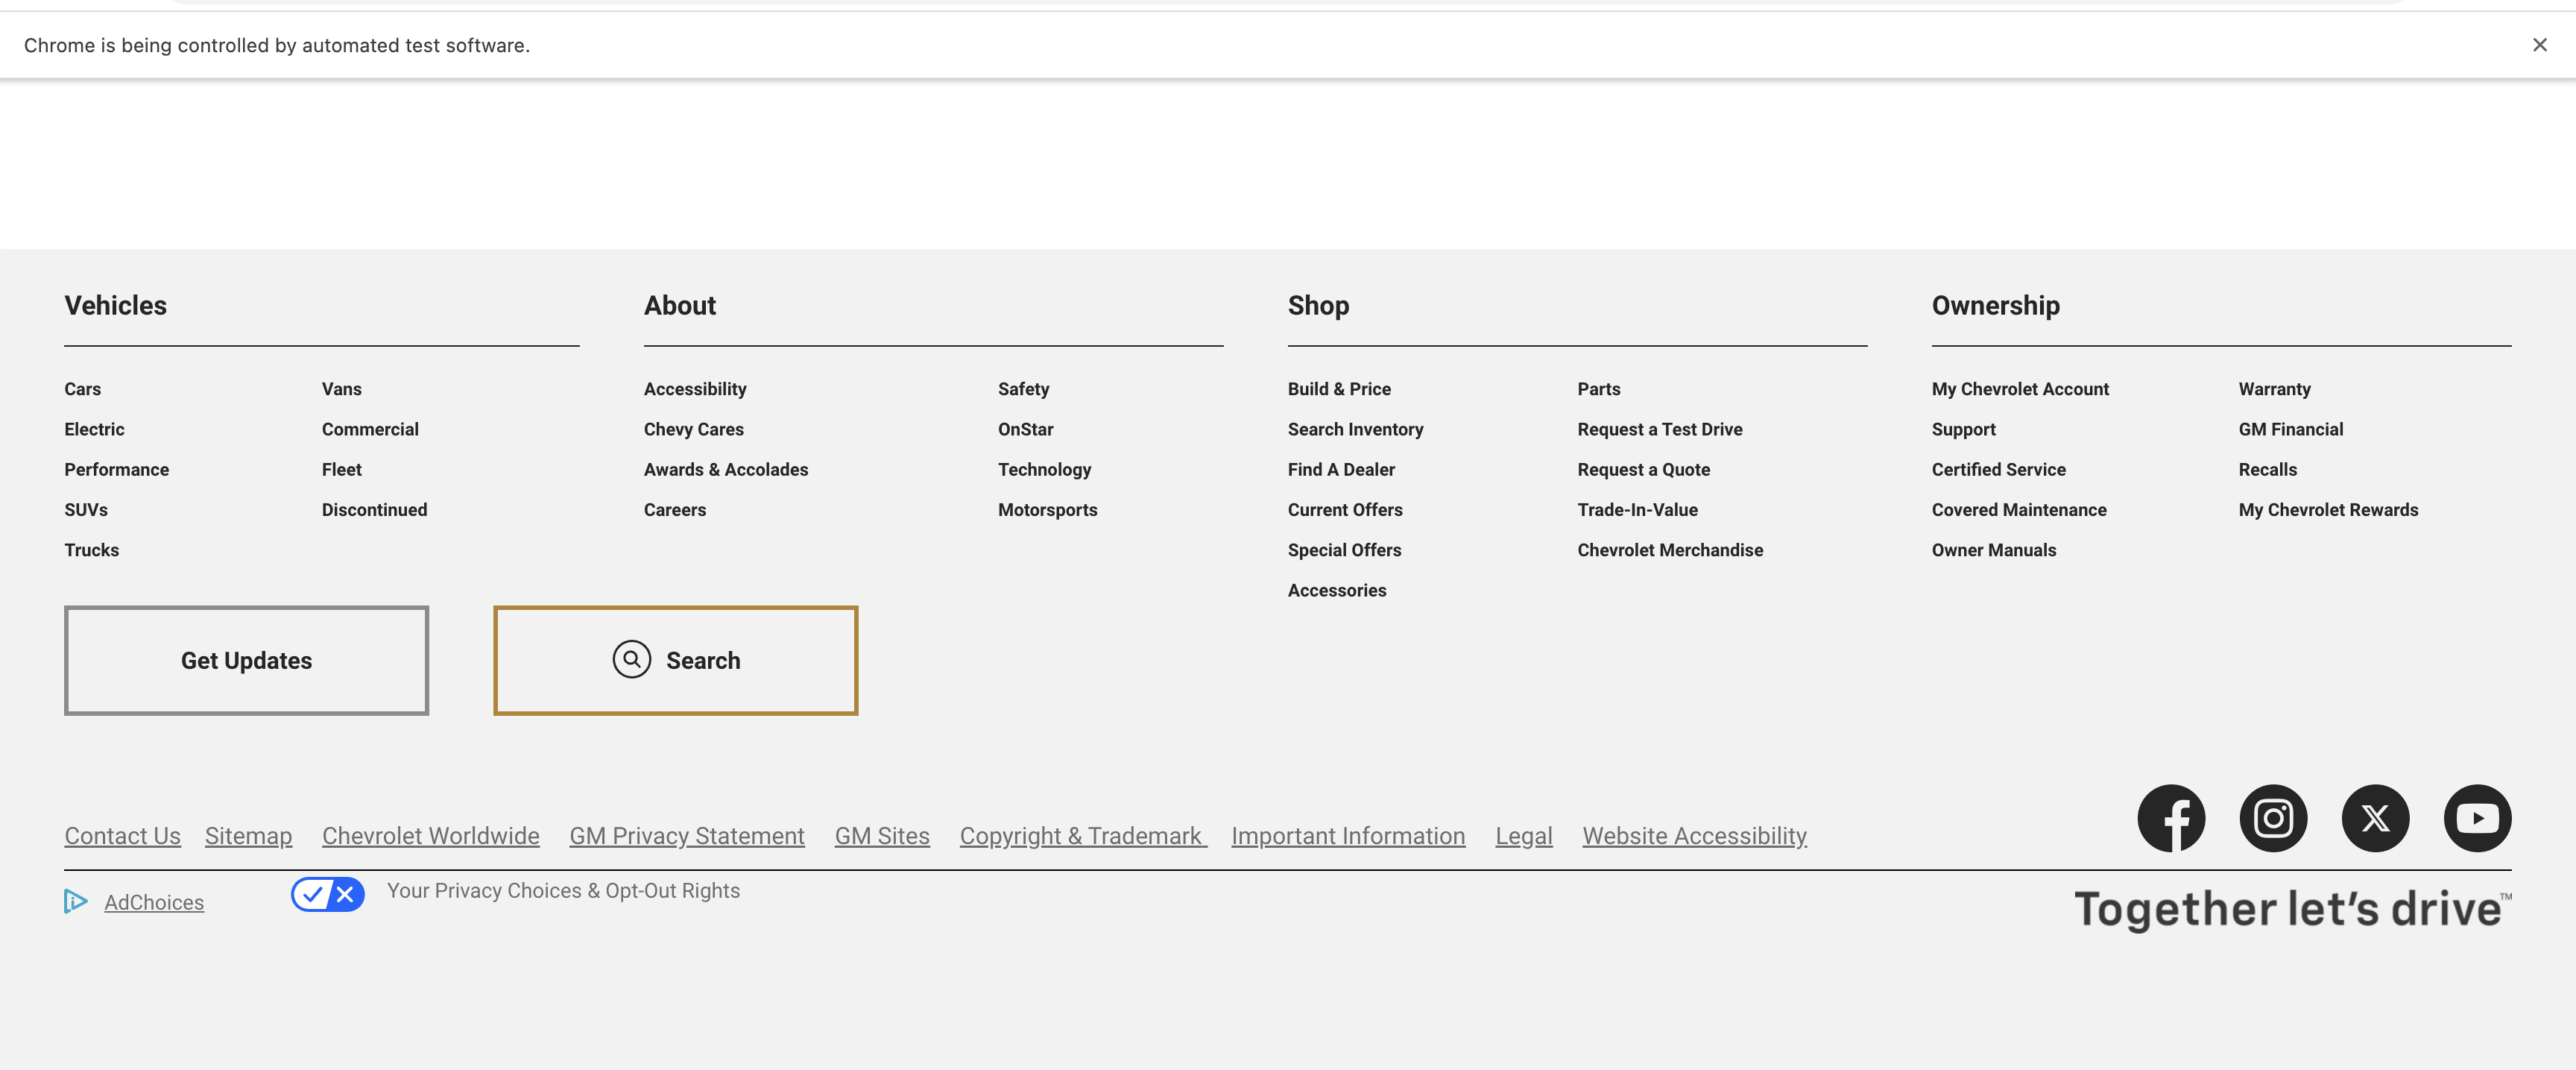 Chrome is being controlled by automated test software.
Vehicles
Cars
Electric
Performance
SUVs
Trucks
Vans
Commercial
Fleet
Discontinued
About
Accessibility
Chevy Cares
Awards & Accolades
Careers
Safety
OnStar
Technology
Motorsports
Shop
Build & Price
Search Inventory
Find A Dealer
Current Offers
Special Offers
Accessories
Parts
Request a Test Drive
Request a Quote
Trade-In-Value
Chevrolet Merchandise
Ownership
My Chevrolet Account
Support
Certified Service
Covered Maintenance
Owner Manuals
Warranty
GM Financial
Recalls
My Chevrolet Rewards
Get Updates
Search
Contact Us Sitemap Chevrolet Worldwide GM Privacy Statement GM Sites Copyright & Trademark Important Information Legal Website Accessibility
AdChoices
Your Privacy Choices & Opt-Out Rights
Together let’s drive™